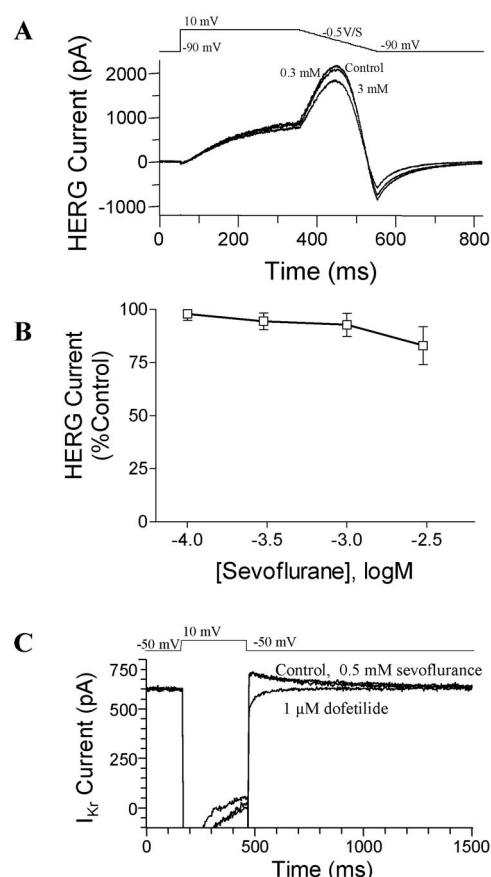 A
10 mV
-0.5V/S
-90 mV
-90 mV
HERG Current (pA)
2000
1000
0
-1000
0.3 mM
Control
3 mM
0 200 400 600 800
Time (ms)
B
HERG Current
(%Control)
100
75
50
25
0
-4.0 -3.5 -3.0 -2.5
[Sevoflurane], logM
C
-50 mV
10 mV
-50 mV
IKr Current (pA)
750
500
250
0
Control, 0.5 mM sevoflurance
1 µM dofetilide
0 500 1000 1500
Time (ms)